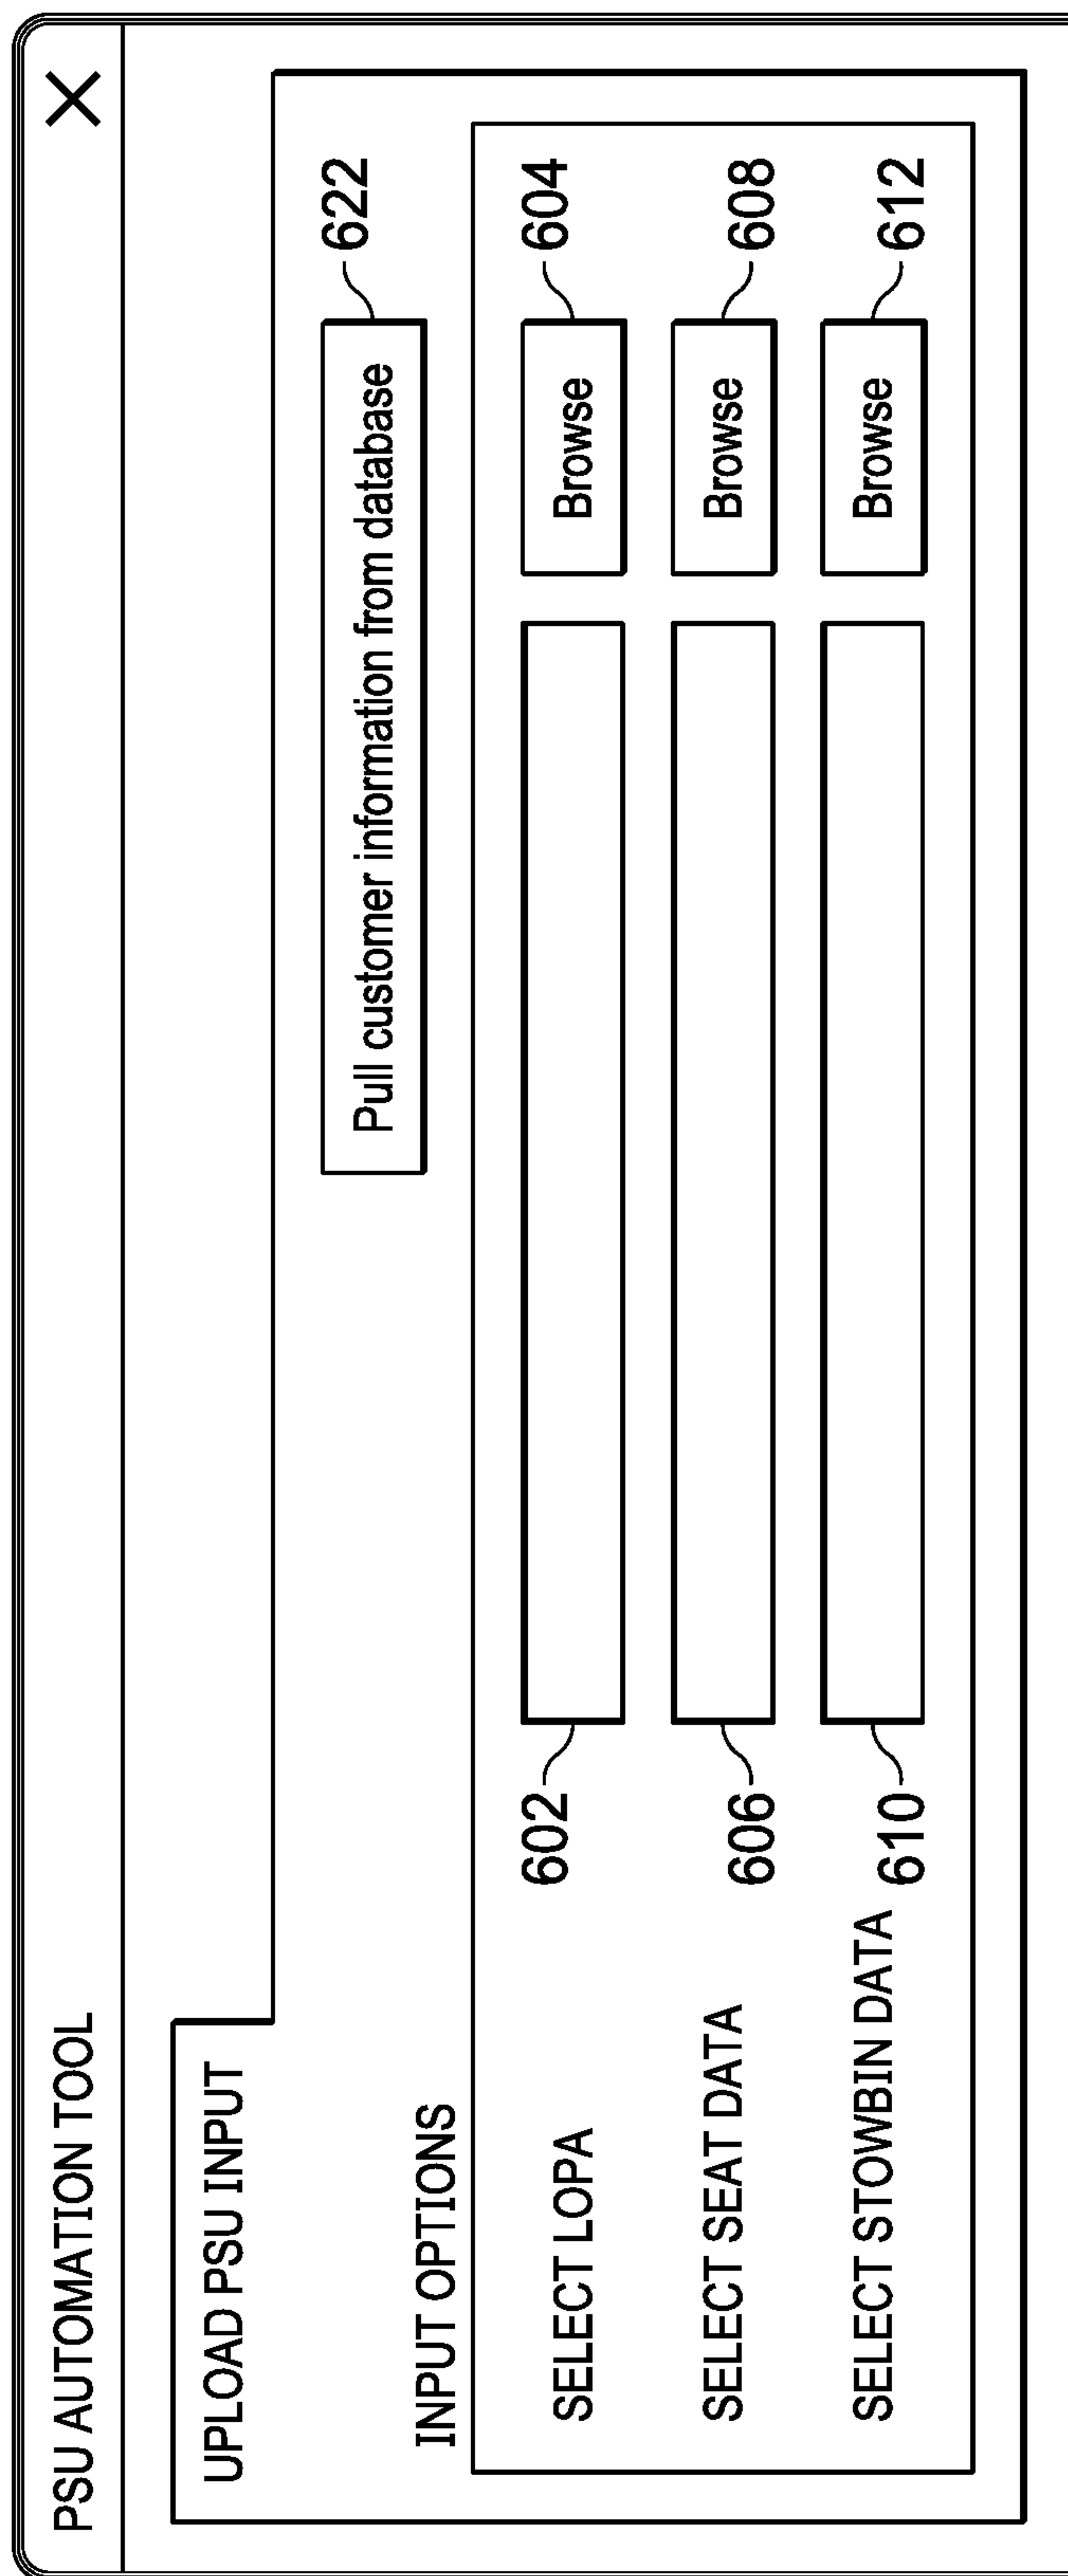 PSU AUTOMATION TOOL
UPLOAD PSU INPUT
Pull customer information from database 622
INPUT OPTIONS
SELECT LOPA 602 Browse 604
SELECT SEAT DATA 606 Browse 608
SELECT STOWBIN DATA 610 Browse 612